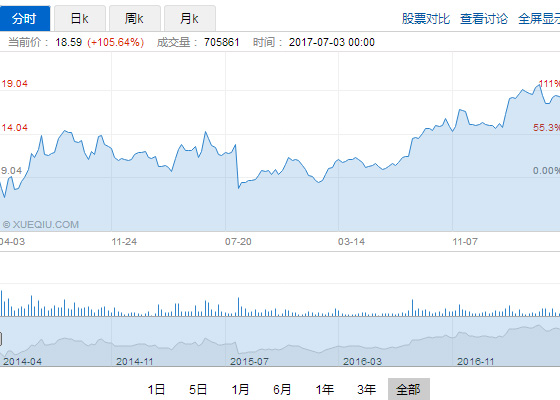 分时 日k 周k 月k 股票对比 查看讨论 全屏显示
当前价： 18.59 (+105.64%) 成交量： 705861 时间： 2017-07-03 00:00
19.04 111%
14.04 55.3%
9.04 0.00%
© XUEQIU.COM
04-03 11-24 07-20 03-14 11-07
2014-04 2014-11 2015-07 2016-03 2016-11
1日 5日 1月 6月 1年 3年 全部